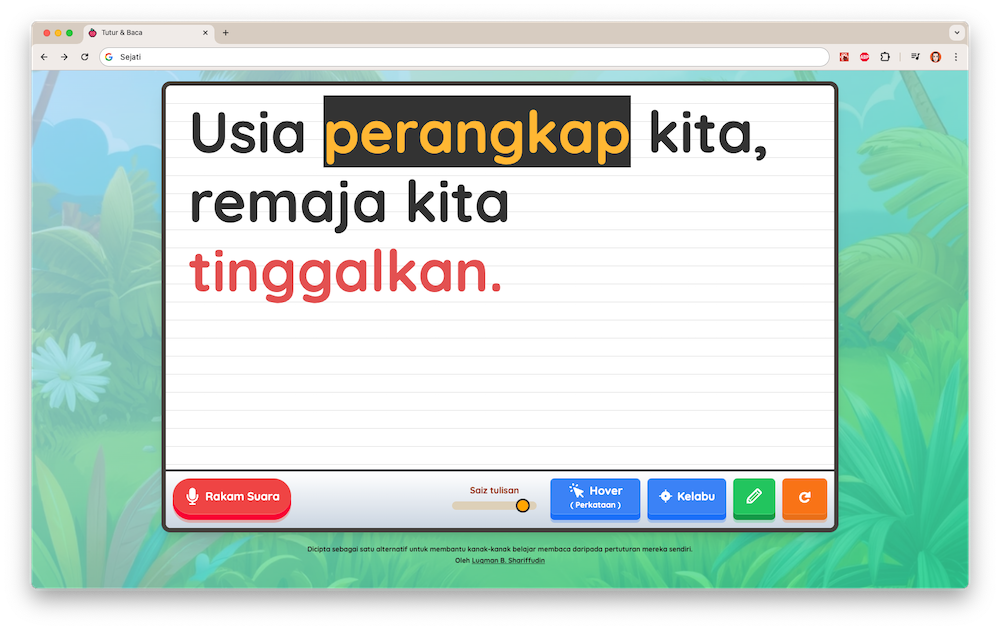 Tutur & Baca
Sejati
Usia perangkap kita,
remaja kita
tinggalkan.
Rakam Suara
Saiz tulisan
Hover
( Perkataan )
Kelabu
Dicipta sebagai satu alternatif untuk membantu kanak-kanak belajar membaca daripada pertuturan mereka sendiri.
Oleh Luqman B. Shariffudin